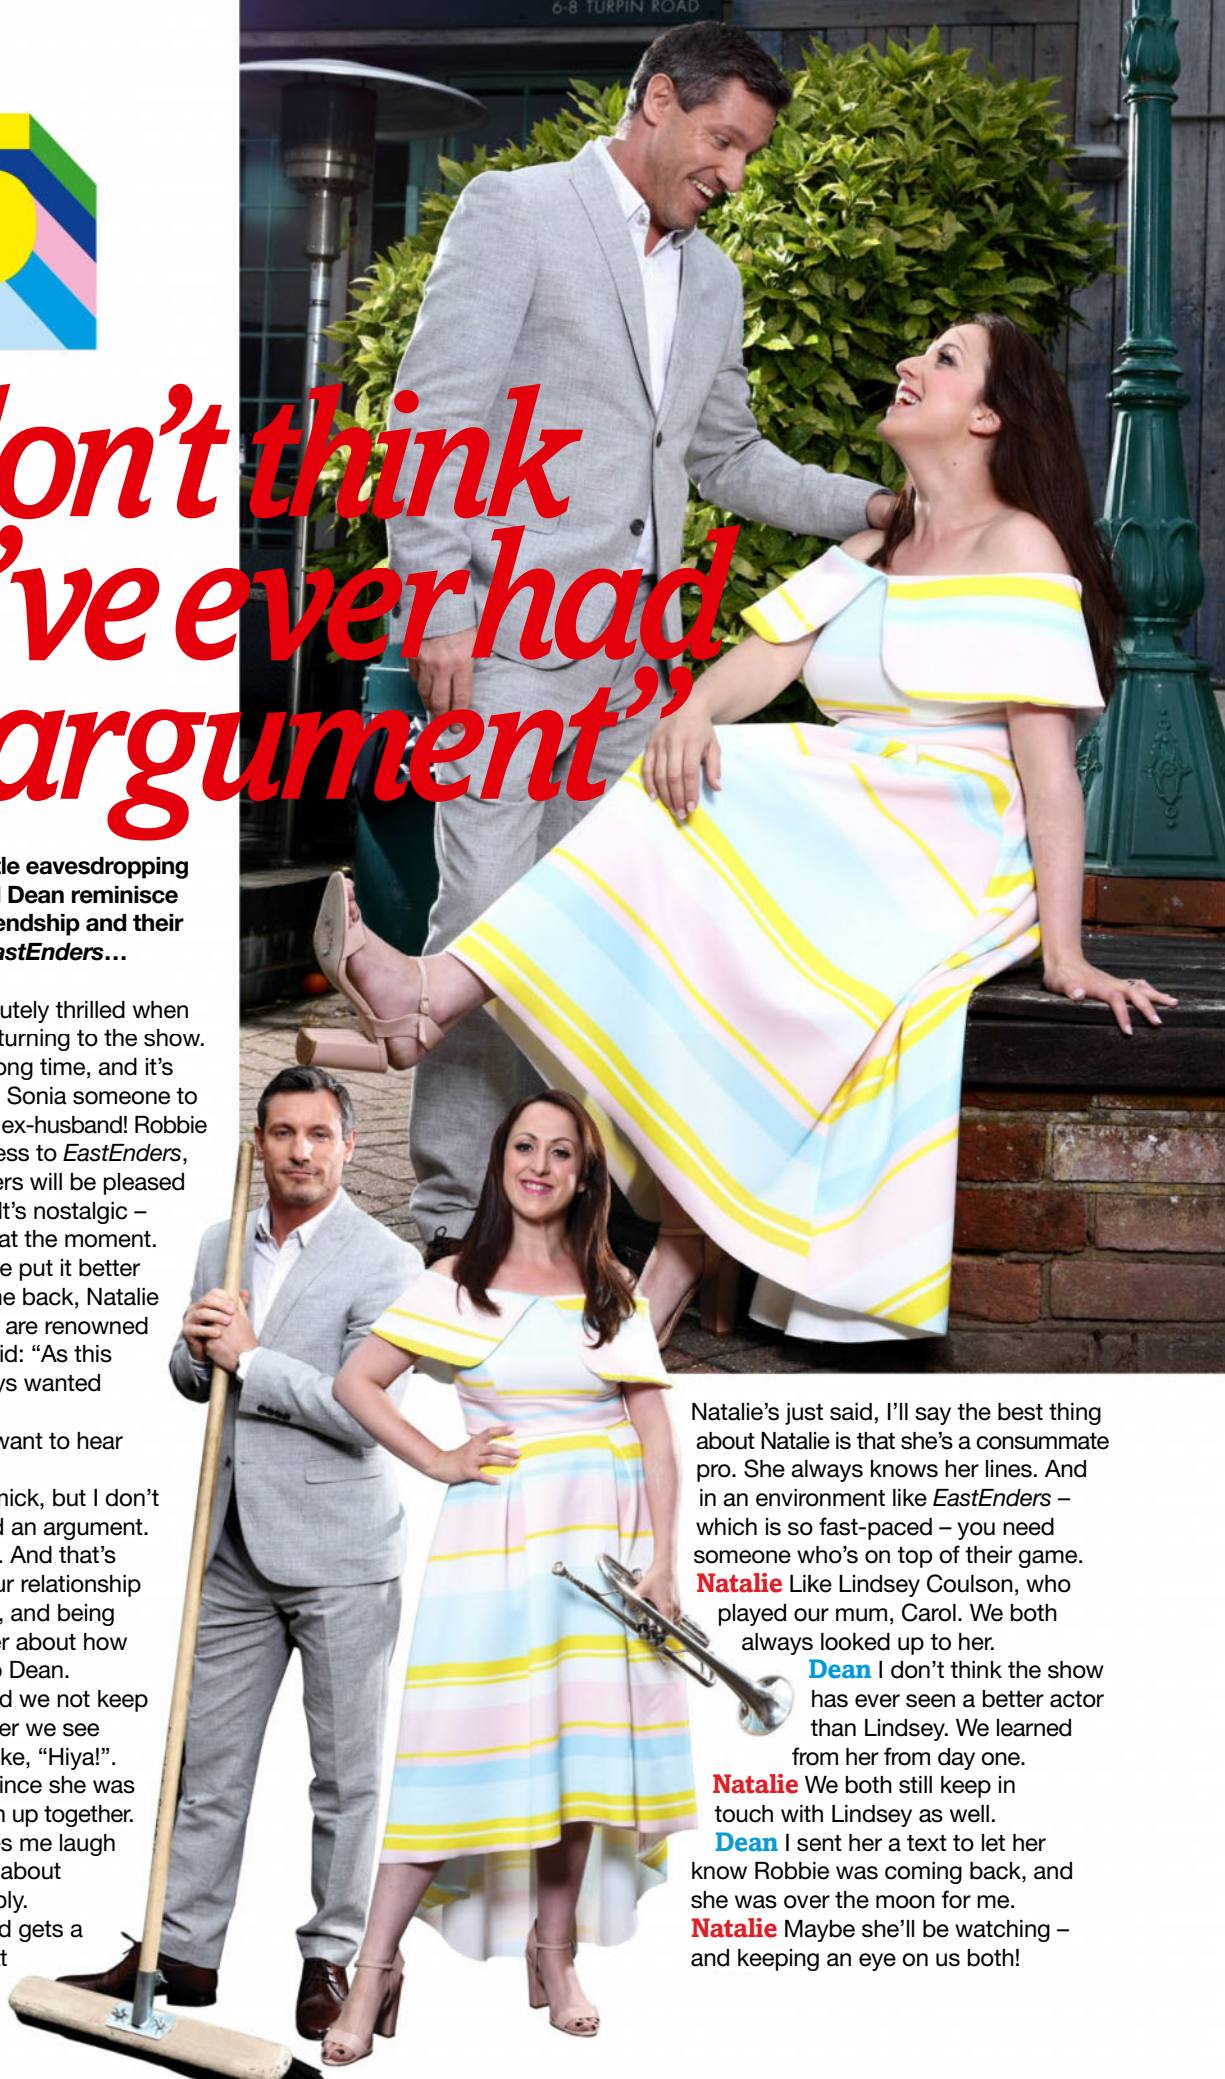 6-8 TURPIN ROAD
on't think
've ever had
argument”
tle eavesdropping
Dean reminisce
endship and their
astEnders…
utely thrilled when
turning to the show.
ong time, and it’s
Sonia someone to
ex-husband! Robbie
ess to EastEnders,
ers will be pleased
It’s nostalgic –
at the moment.
e put it better
ne back, Natalie
are renowned
id: “As this
ys wanted
want to hear
nick, but I don’t
d an argument.
. And that’s
ur relationship
, and being
er about how
o Dean.
d we not keep
er we see
ke, “Hiya!”.
ince she was
n up together.
es me laugh
about
bly.
d gets a
t
Natalie’s just said, I’ll say the best thing
about Natalie is that she’s a consummate
pro. She always knows her lines. And
in an environment like EastEnders –
which is so fast-paced – you need
someone who’s on top of their game.
Natalie Like Lindsey Coulson, who
played our mum, Carol. We both
always looked up to her.
Dean I don’t think the show
has ever seen a better actor
than Lindsey. We learned
from her from day one.
Natalie We both still keep in
touch with Lindsey as well.
Dean I sent her a text to let her
know Robbie was coming back, and
she was over the moon for me.
Natalie Maybe she’ll be watching –
and keeping an eye on us both!